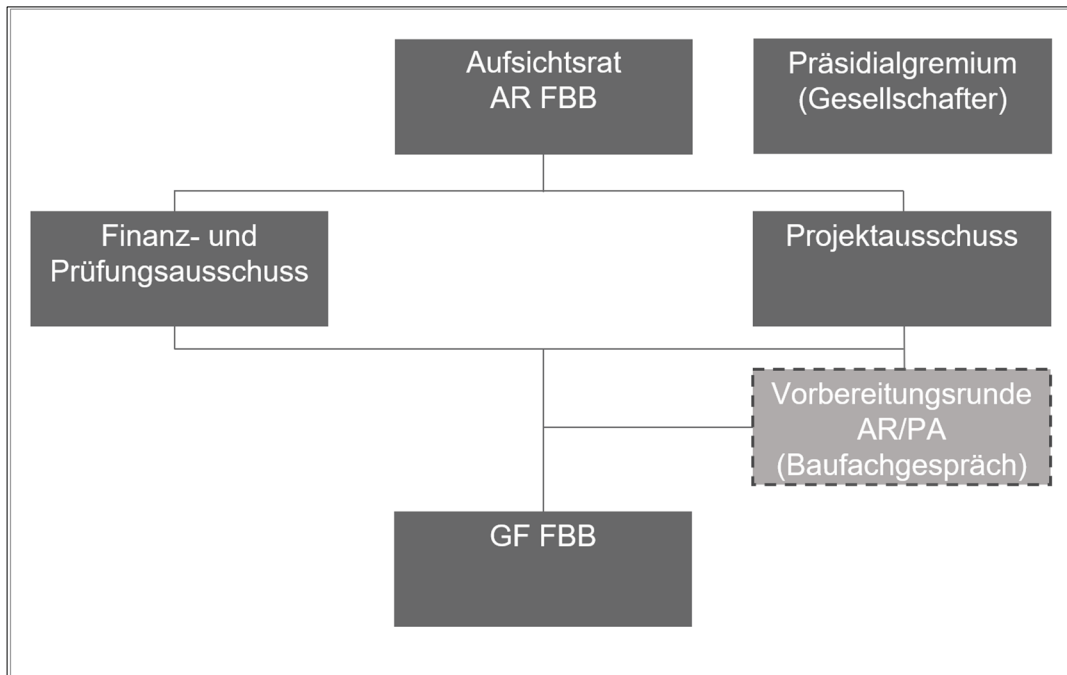 Aufsichtsrat
AR FBB
Präsidialgremium
(Gesellschafter)
Finanz- und
Prüfungsausschuss
Projektausschuss
Vorbereitungsrunde
AR/PA
(Baufachgespräch)
GF FBB